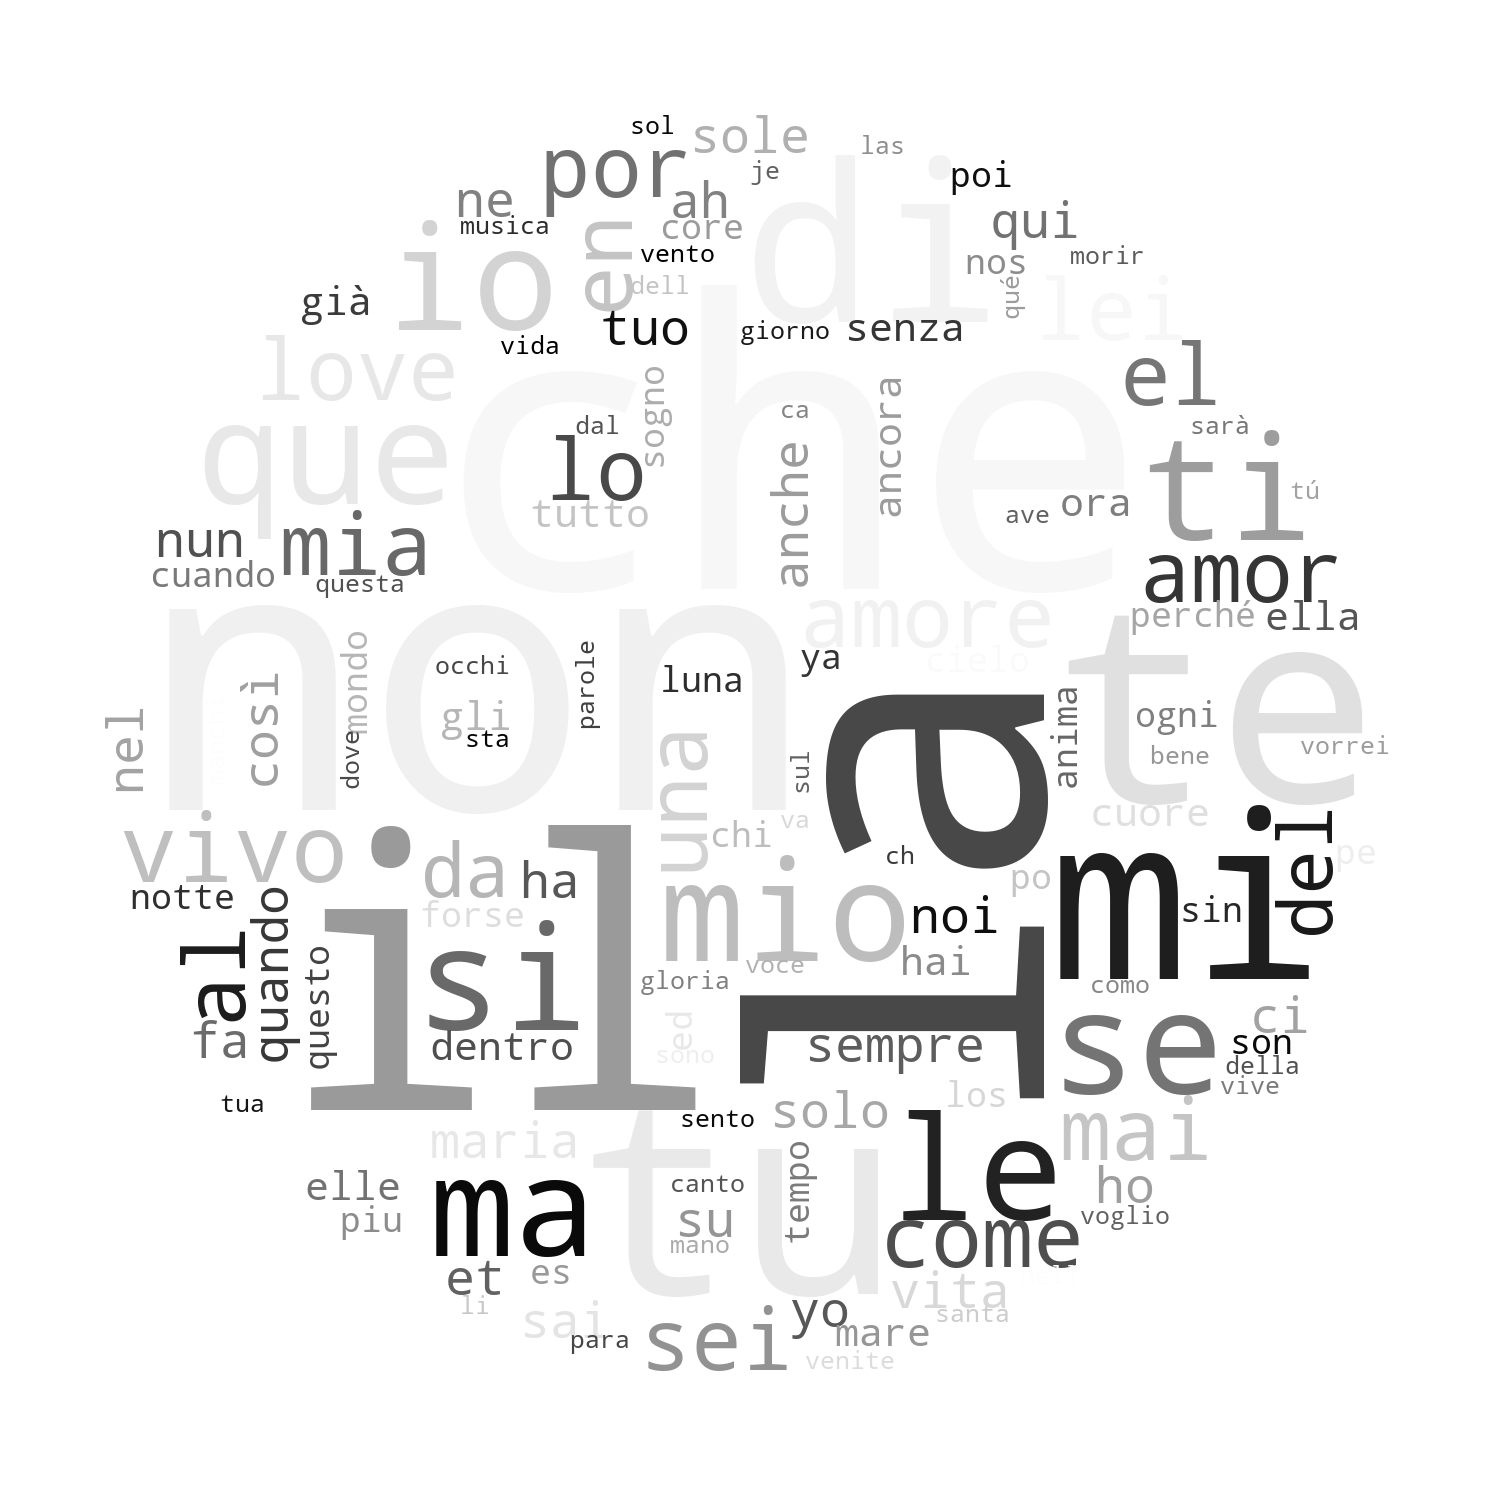 sol
sole
las
por
je
di
poi
ne
ah
en
musica
core
qui
io
vento
nos
morir
dell
qué
lei
già
tuo
giorno
senza
vida
love
che
el
sogno
ca
ancora
que
dal
lo
anche
sarà
ti
tutto
ave
ora
tú
nun
mia
cuando
questa
amor
non
amore
te
perché
ella
mondo
occhi
parole
luna
ya
cielo
nel
così
gli
sta
dove
una
sul
la
anima
ogni
bene
vorrei
vivo
chi
va
cuore
il
da
ha
ch
mi
del
pe
notte
forse
mio
po
noi
sin
al
quando
questo
si
voce
hai
gloria
como
fa
dentro
ed
sono
sempre
se
ci
son
della
vive
tua
tu
sento
solo
los
le
mai
maria
elle
ma
canto
tempo
ho
piu
su
mano
come
voglio
et
es
li
vita
santa
sai
para
sei
yo
mare
venite